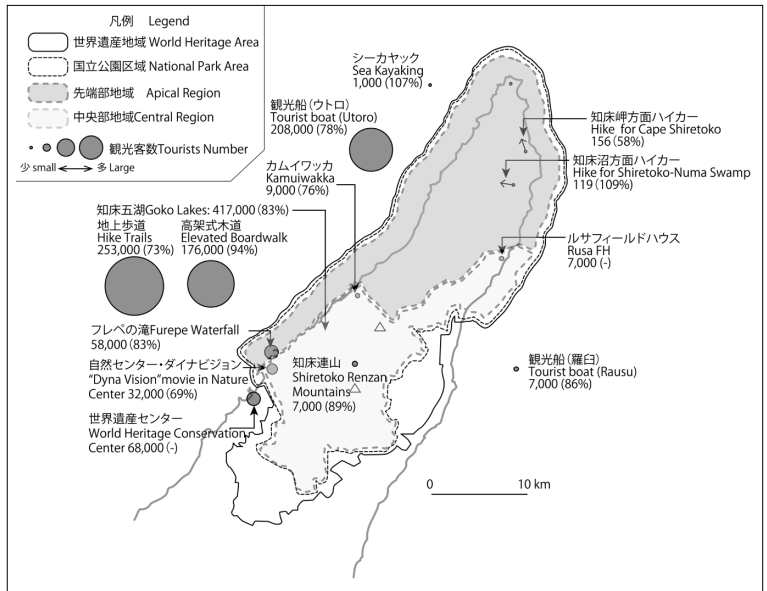 凡例 Legend
世界遺産地域 World Heritage Area
国立公園区域 National Park Area
先端部地域 Apical Region
中央部地域Central Region
観光客数Tourists Number
少 small 多 Large
シーカヤック
Sea Kayaking
1,000 (107%)
観光船(ウトロ)
Tourist boat (Utoro)
208,000 (78%)
カムイワッカ
Kamuiwakka
9,000 (76%)
知床岬方面ハイカー
Hike for Cape Shiretoko
156 (58%)
知床沼方面ハイカー
Hike for Shiretoko-Numa Swamp
119 (109%)
知床五湖Goko Lakes: 417,000 (83%)
地上歩道
Hike Trails
253,000 (73%)
高架式木道
Elevated Boardwalk
176,000 (94%)
ルサフィールドハウス
Rusa FH
7,000 (-)
フレペの滝Furepe Waterfall
58,000 (83%)
自然センター・ダイナビジョン
"Dyna Vision"movie in Nature
Center 32,000 (69%)
知床連山
Shiretoko Renzan
Mountains
7,000 (89%)
観光船(羅臼)
Tourist boat (Rausu)
7,000 (86%)
世界遺産センター
World Heritage Conservation
Center 68,000 (-)
0 10 km